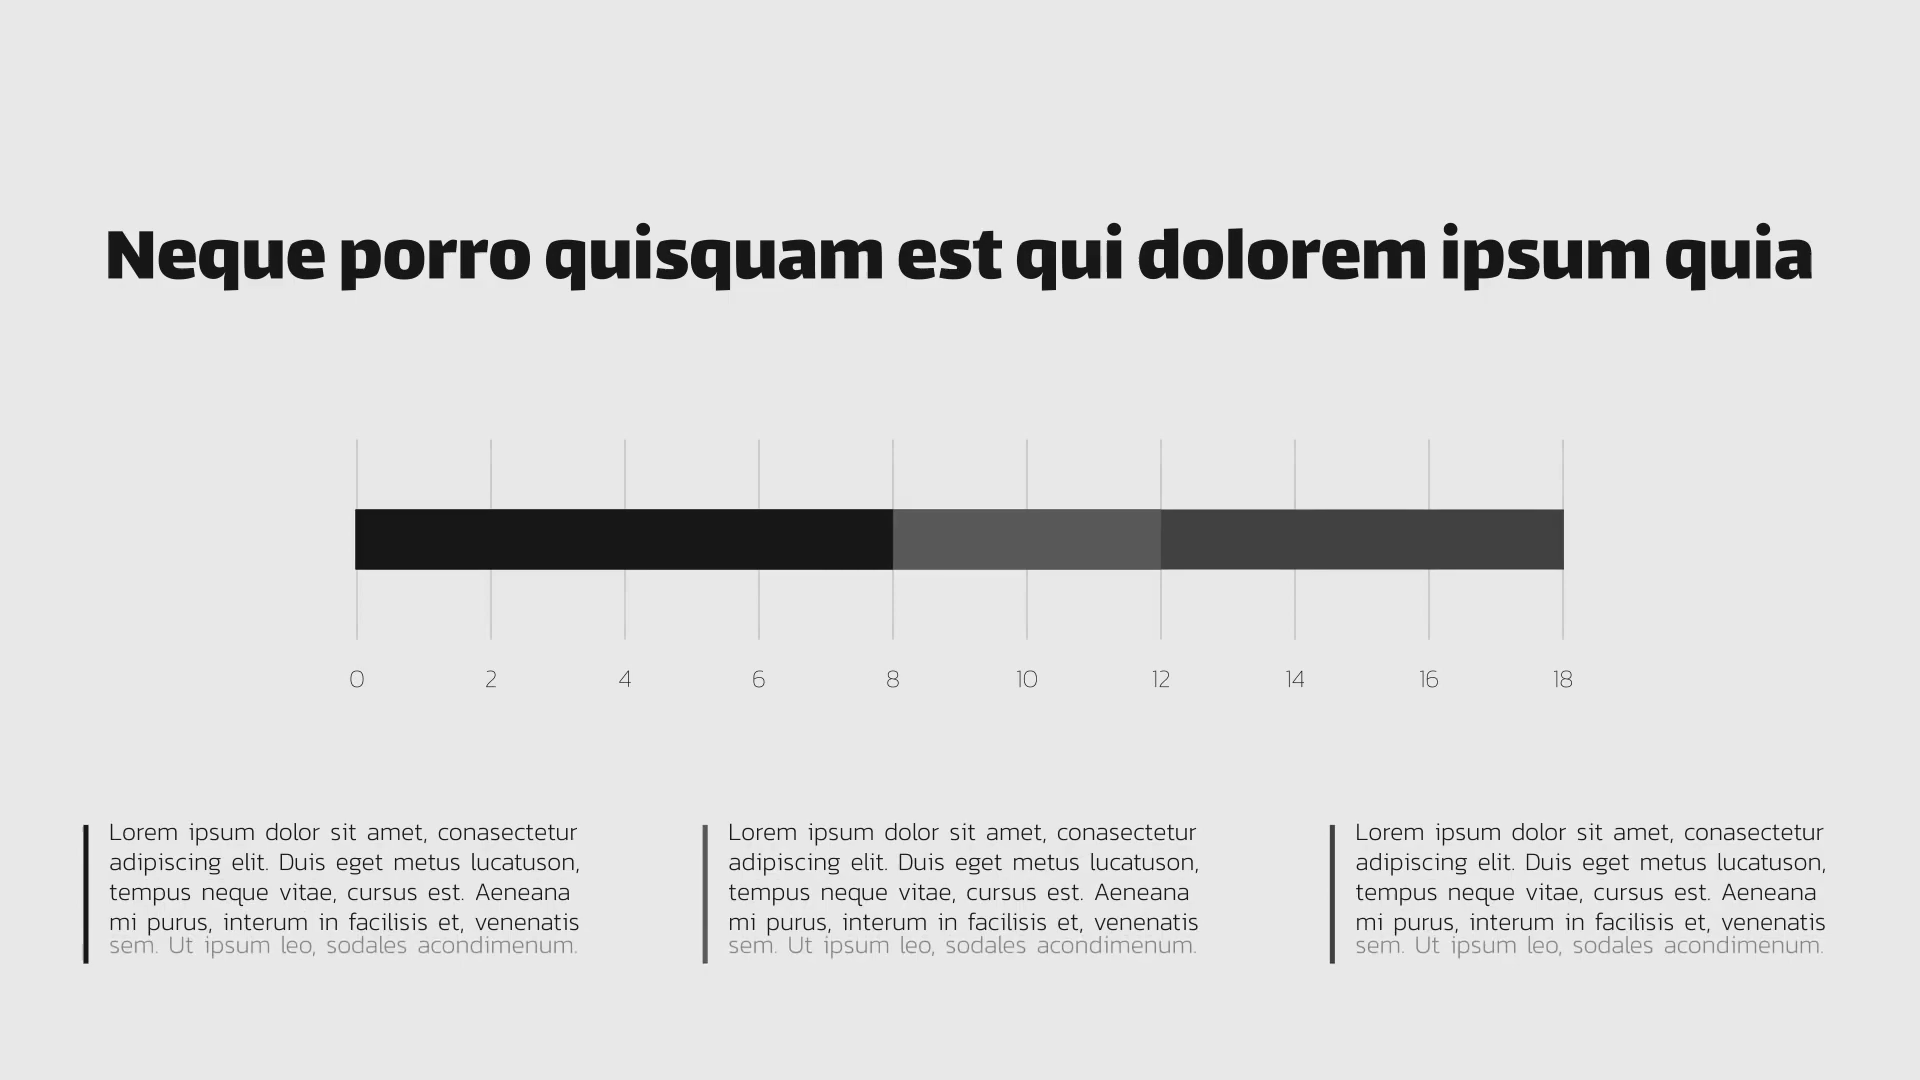 Neque porro quisquam est qui dolorem ipsum quia
0 2 4 6 8 10 12 14 16 18
Lorem ipsum dolor sit amet, conasectetur
adipiscing elit. Duis eget metus lucatuson,
tempus neque vitae, cursus est. Aeneana
mi purus, interum in facilisis et, venenatis
sem. Ut ipsum leo, sodales acondimenum.
Lorem ipsum dolor sit amet, conasectetur
adipiscing elit. Duis eget metus lucatuson,
tempus neque vitae, cursus est. Aeneana
mi purus, interum in facilisis et, venenatis
sem. Ut ipsum leo, sodales acondimenum.
Lorem ipsum dolor sit amet, conasectetur
adipiscing elit. Duis eget metus lucatuson,
tempus neque vitae, cursus est. Aeneana
mi purus, interum in facilisis et, venenatis
sem. Ut ipsum leo, sodales acondimenum.